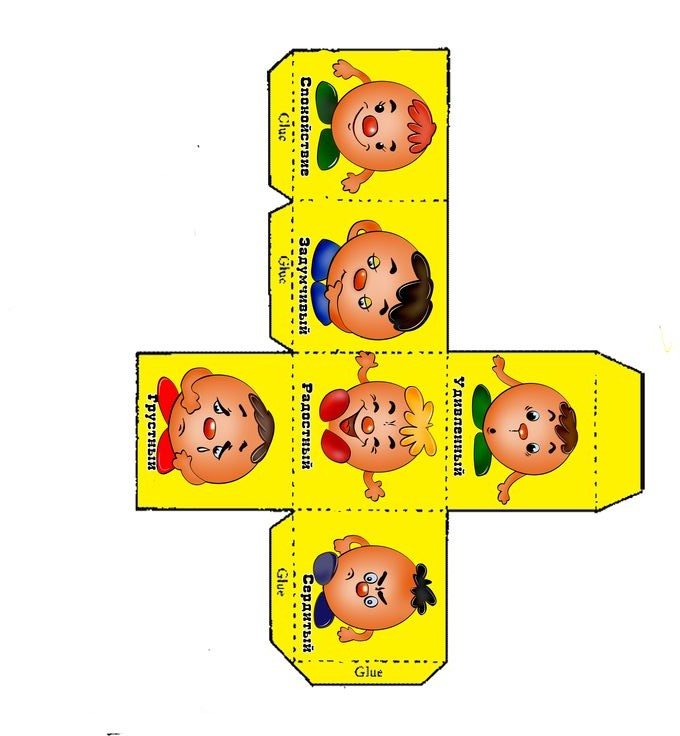 Спокойствие
Glue
Задумчивый
Glue
Грустный
Радостный
Удивленный
Сердитый
Glue
Glue